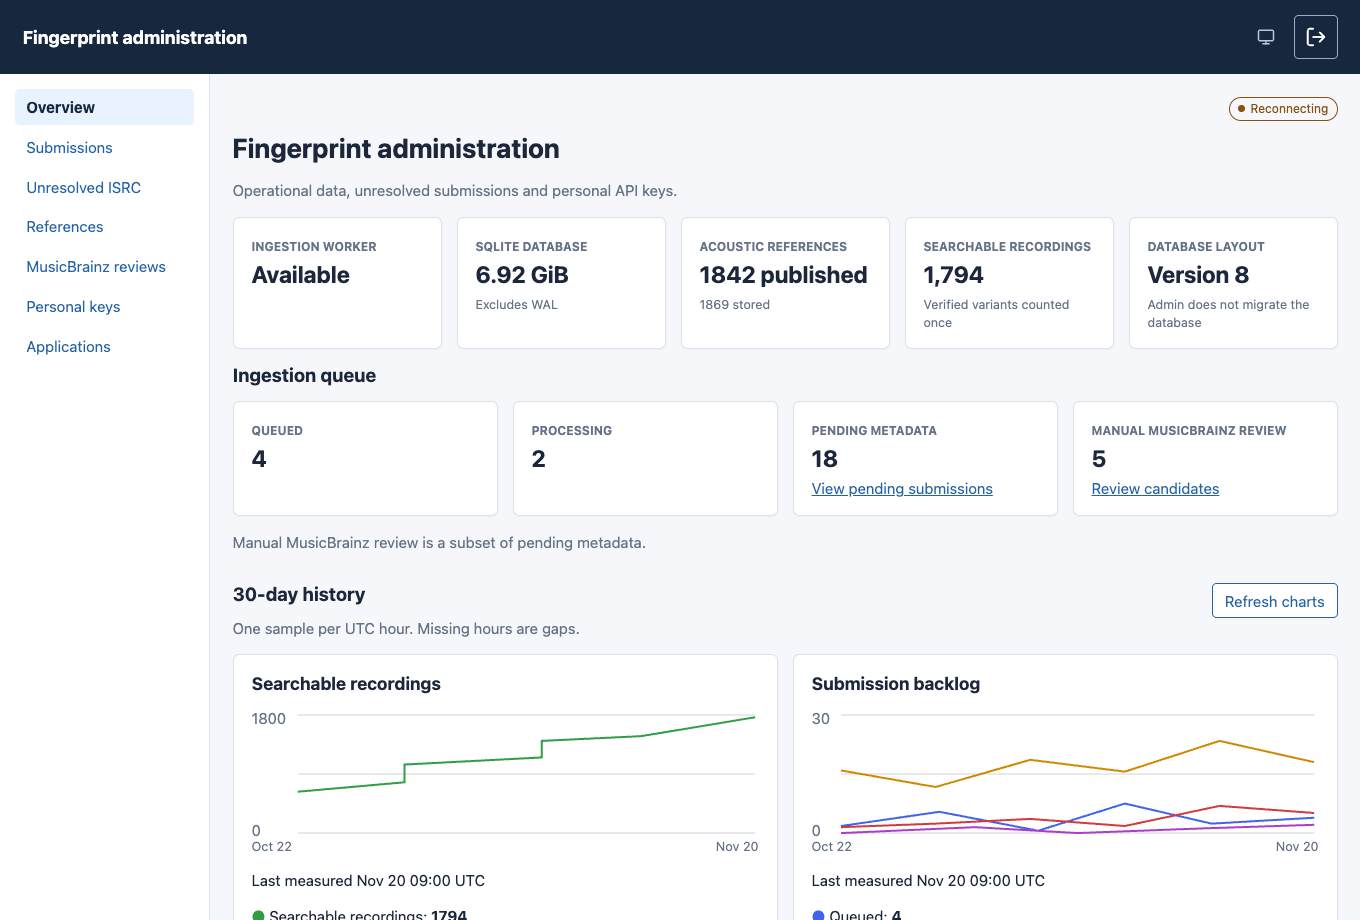 Fingerprint administration
Overview
Submissions
Unresolved ISRC
References
MusicBrainz reviews
Personal keys
Applications
Reconnecting
Fingerprint administration
Operational data, unresolved submissions and personal API keys.
INGESTION WORKER
Available
SQLITE DATABASE
6.92 GiB
Excludes WAL
ACOUSTIC REFERENCES
1842 published
1869 stored
SEARCHABLE RECORDINGS
1,794
Verified variants counted
once
DATABASE LAYOUT
Version 8
Admin does not migrate the
database
Ingestion queue
QUEUED
4
PROCESSING
2
PENDING METADATA
18
View pending submissions
MANUAL MUSICBRAINZ REVIEW
5
Review candidates
Manual MusicBrainz review is a subset of pending metadata.
30-day history
Refresh charts
One sample per UTC hour. Missing hours are gaps.
Searchable recordings
1800
0
Oct 22
Nov 20
Last measured Nov 20 09:00 UTC
Searchable recordings: 1794
Submission backlog
30
0
Oct 22
Nov 20
Last measured Nov 20 09:00 UTC
Queued: 4